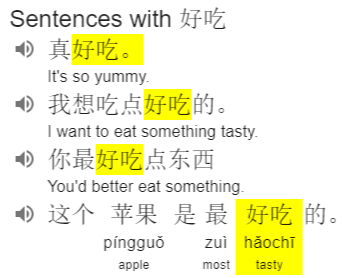 Sentences with 好吃
真好吃。
It's so yummy.
我想吃点好吃的。
I want to eat something tasty.
你最好吃点东西
You'd better eat something.
这个 苹果 是 最 好吃 的。
píngguǒ zuì hǎochī
apple most tasty